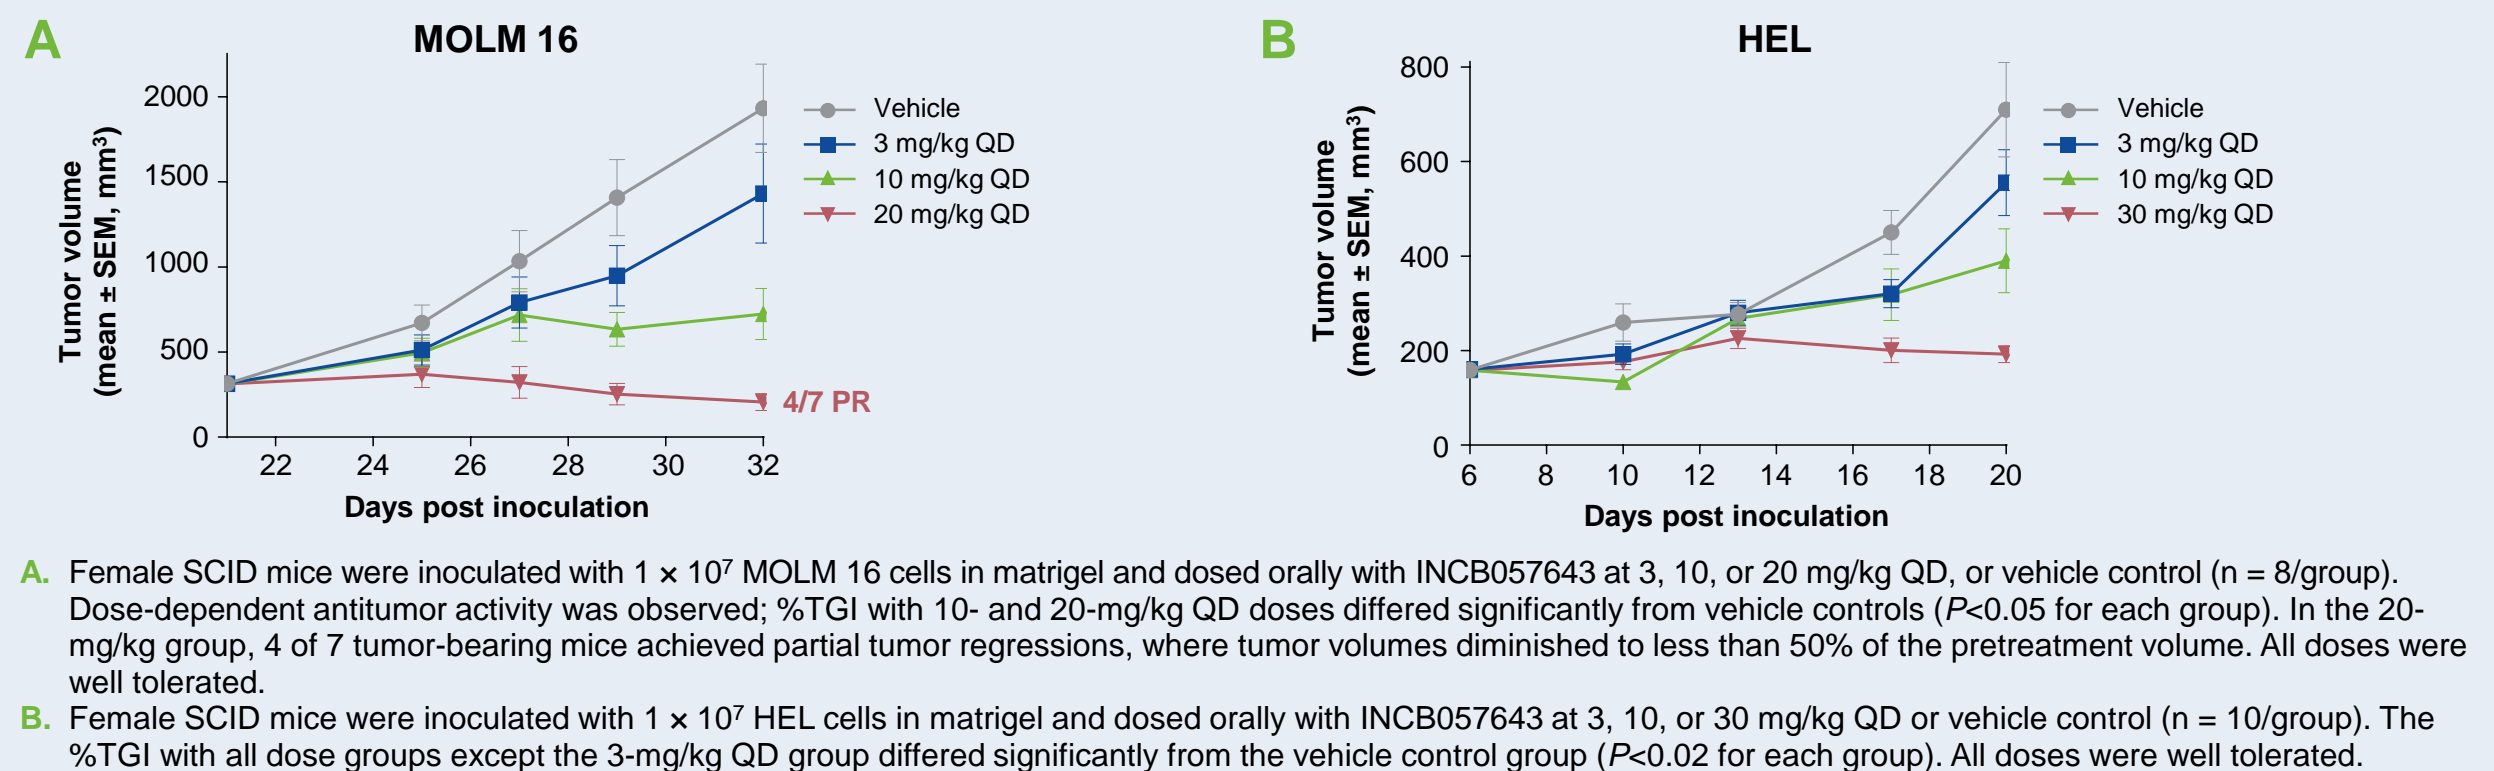 A
MOLM 16
Tumor volume
(mean ± SEM, mm³)
2000
1500
1000
500
0
22 24 26 28 30 32
Days post inoculation
Vehicle
3 mg/kg QD
10 mg/kg QD
20 mg/kg QD
4/7 PR
B
HEL
Tumor volume
(mean ± SEM, mm³)
800
600
400
200
0
6 8 10 12 14 16 18 20
Days post inoculation
Vehicle
3 mg/kg QD
10 mg/kg QD
30 mg/kg QD
A. Female SCID mice were inoculated with 1 × 10⁷ MOLM 16 cells in matrigel and dosed orally with INCB057643 at 3, 10, or 20 mg/kg QD, or vehicle control (n = 8/group).
Dose-dependent antitumor activity was observed; %TGI with 10- and 20-mg/kg QD doses differed significantly from vehicle controls (P<0.05 for each group). In the 20-
mg/kg group, 4 of 7 tumor-bearing mice achieved partial tumor regressions, where tumor volumes diminished to less than 50% of the pretreatment volume. All doses were
well tolerated.
B. Female SCID mice were inoculated with 1 × 10⁷ HEL cells in matrigel and dosed orally with INCB057643 at 3, 10, or 30 mg/kg QD or vehicle control (n = 10/group). The
%TGI with all dose groups except the 3-mg/kg QD group differed significantly from the vehicle control group (P<0.02 for each group). All doses were well tolerated.